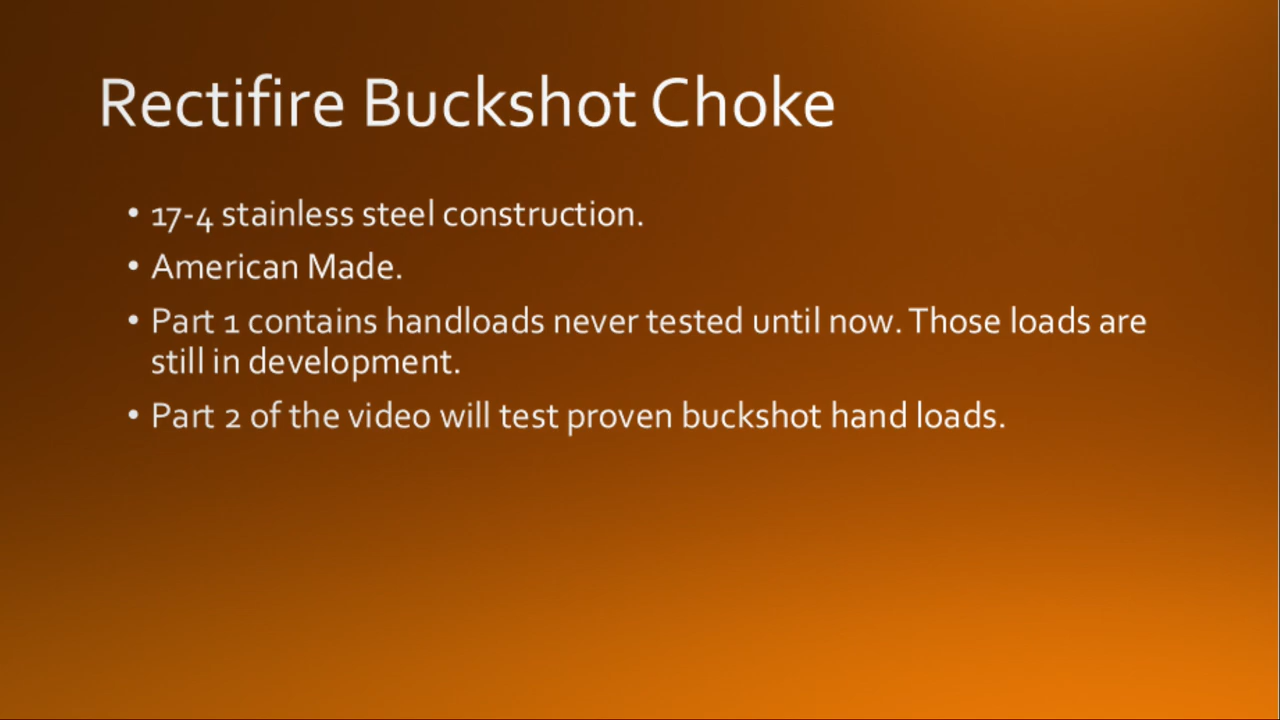 Rectifire Buckshot Choke
• 17-4 stainless steel construction.
• American Made.
• Part 1 contains handloads never tested until now. Those loads are
still in development.
• Part 2 of the video will test proven buckshot hand loads.